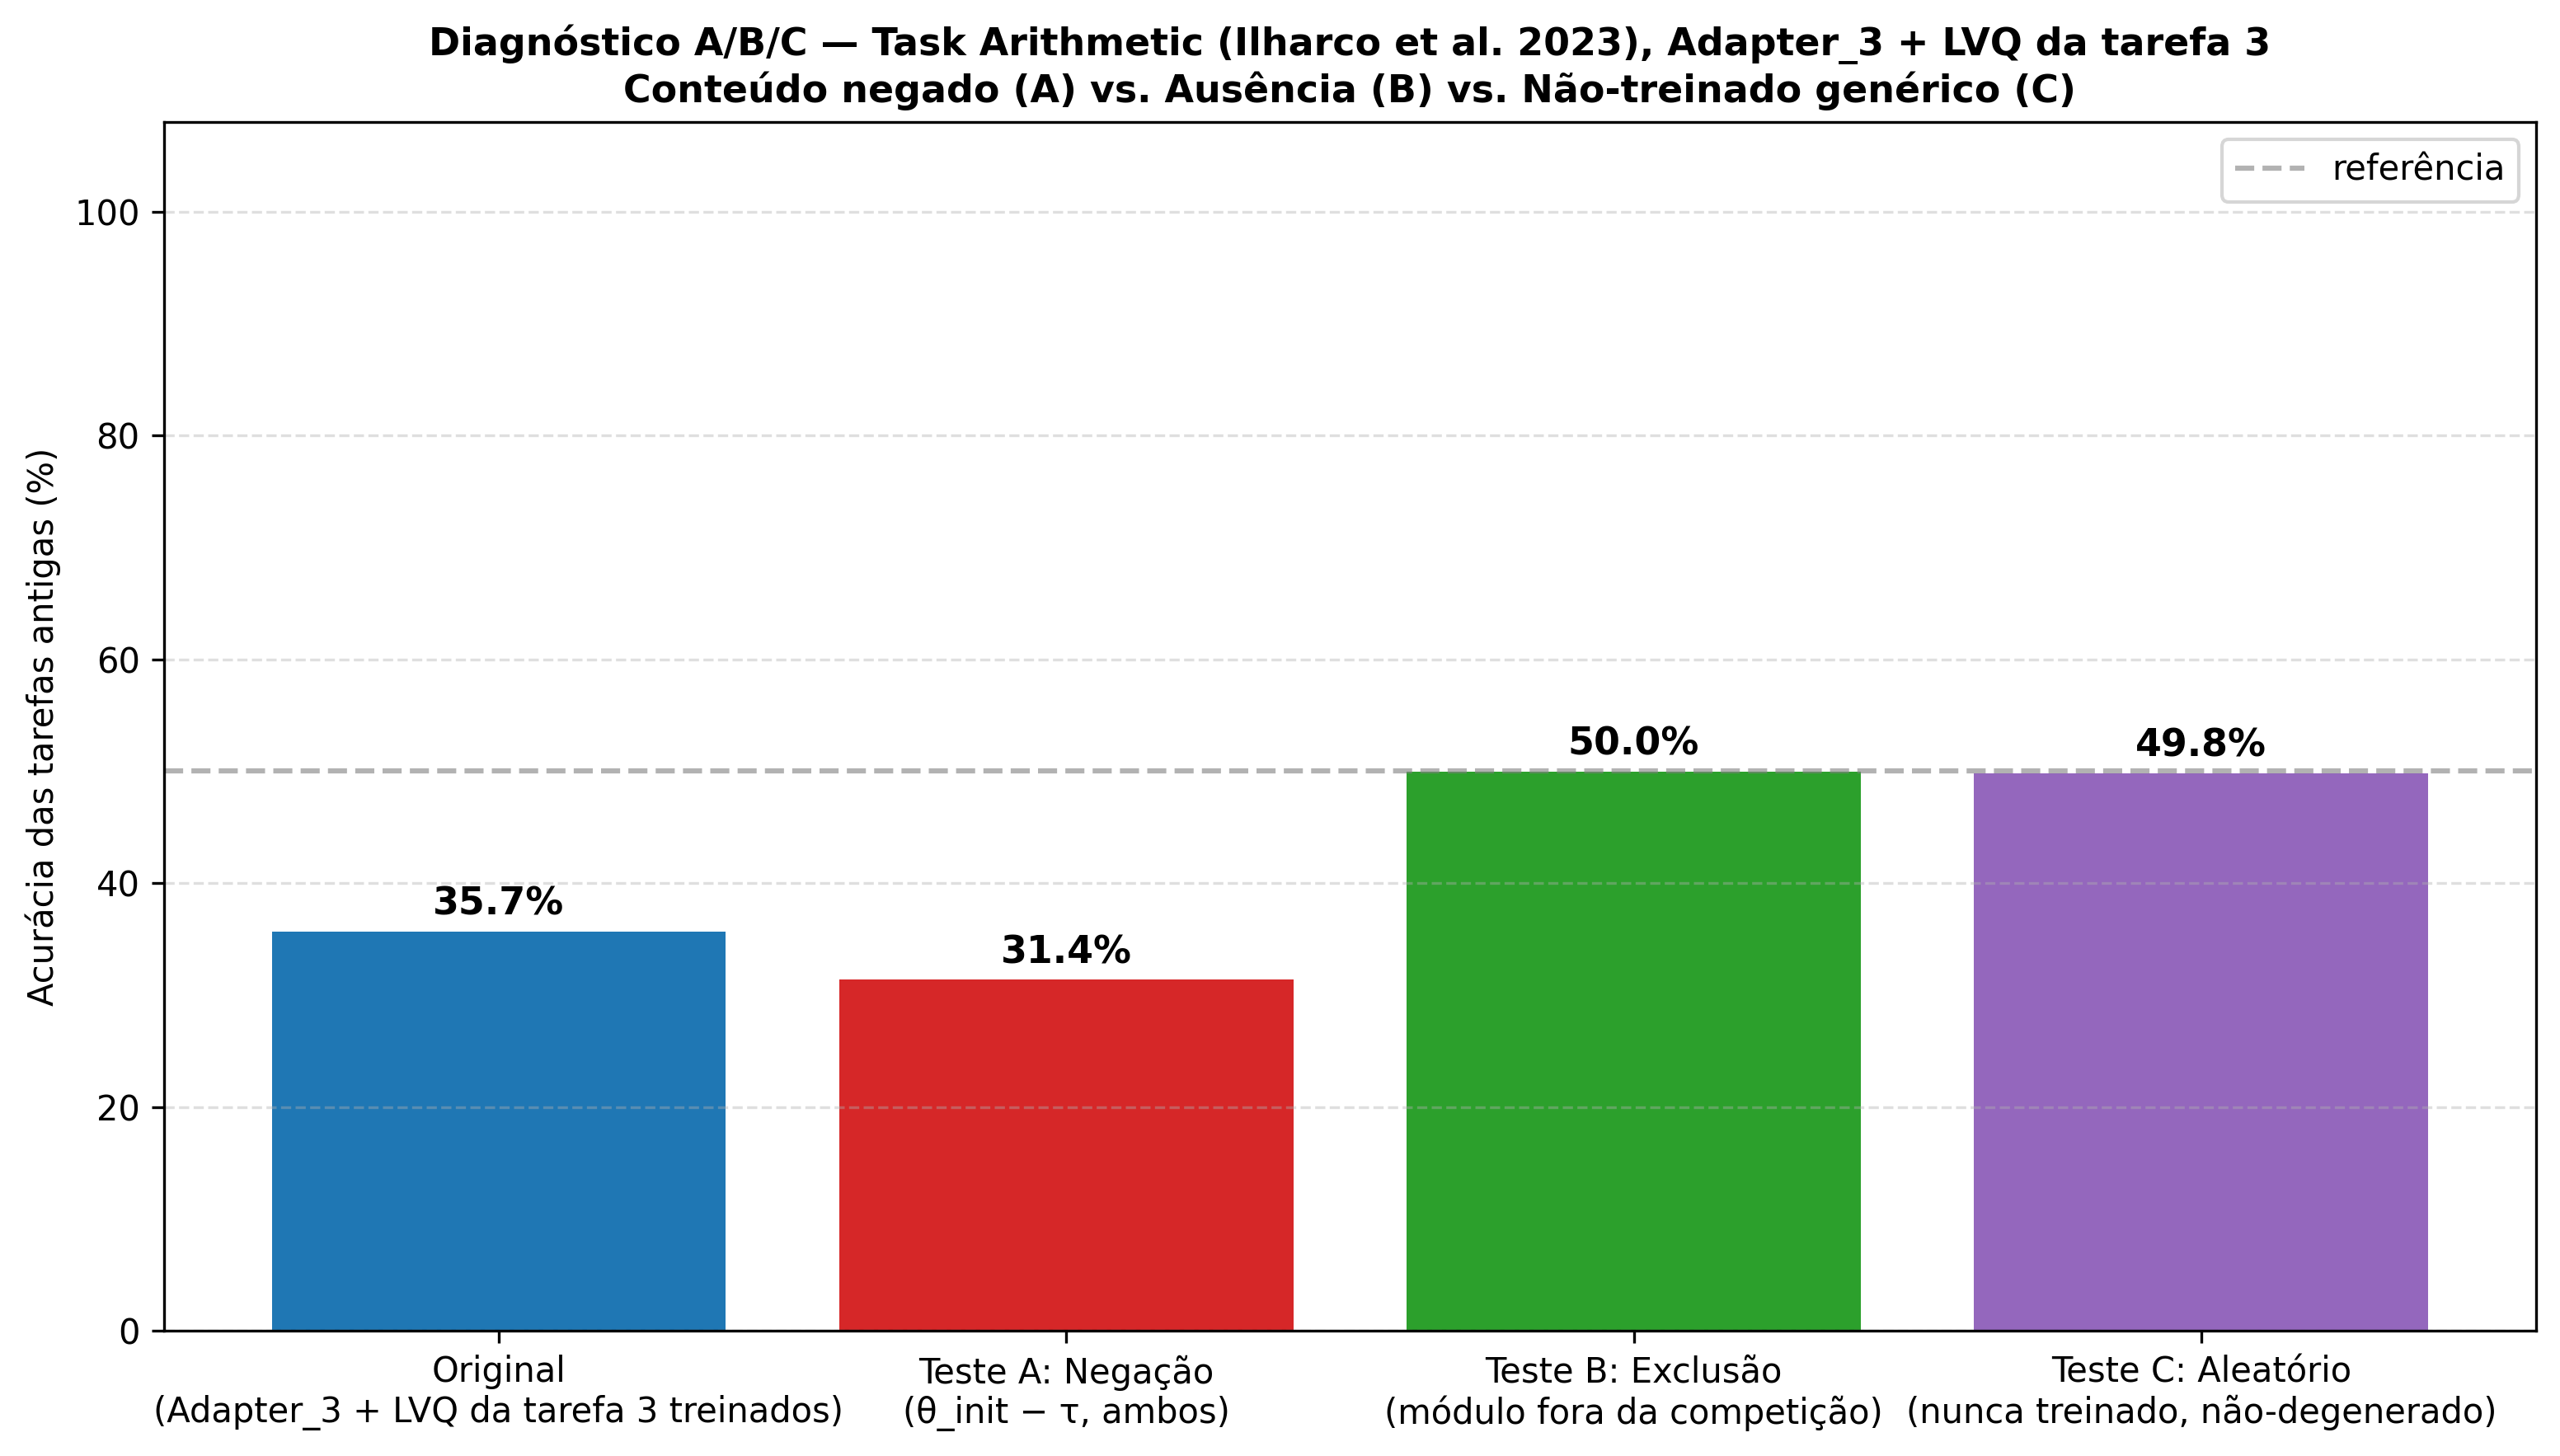 Diagnóstico A/B/C — Task Arithmetic (Ilharco et al. 2023), Adapter_3 + LVQ da tarefa 3
Conteúdo negado (A) vs. Ausência (B) vs. Não-treinado genérico (C)
referência
Acurácia das tarefas antigas (%)
100
80
60
40
20
0
35.7%
31.4%
50.0%
49.8%
Original
(Adapter_3 + LVQ da tarefa 3 treinados)
Teste A: Negação
(θ_init − τ, ambos)
Teste B: Exclusão
(módulo fora da competição)
Teste C: Aleatório
(nunca treinado, não-degenerado)